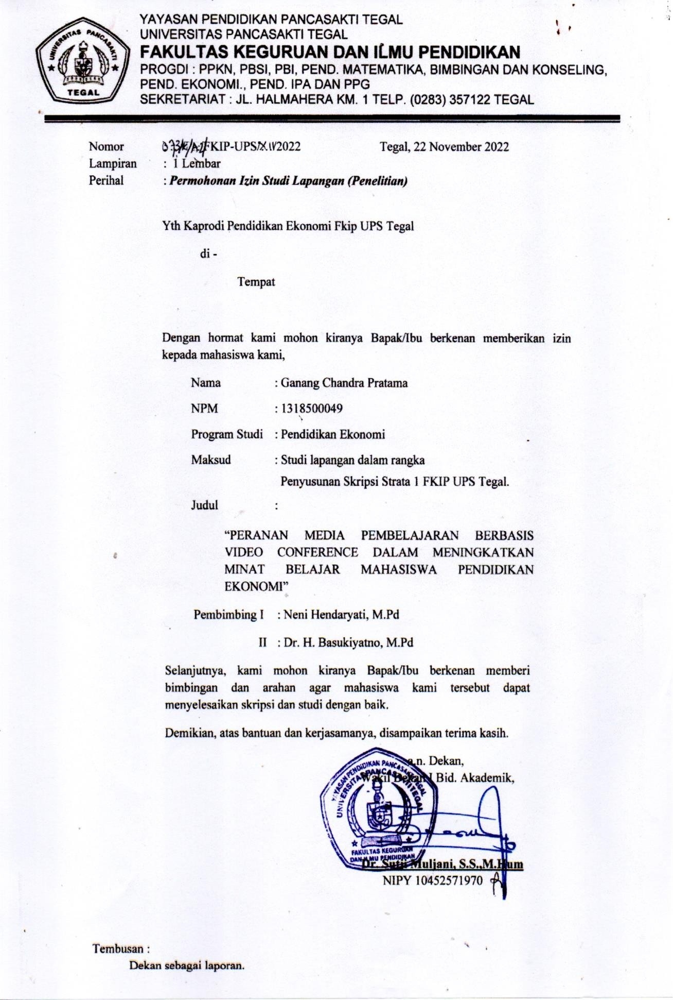 YAYASAN PENDIDIKAN PANCASAKTI TEGAL
UNIVERSITAS PANCASAKTI TEGAL
FAKULTAS KEGURUAN DAN ILMU PENDIDIKAN
PROGDI : PPKN, PBSI, PBI, PEND. MATEMATIKA, BIMBINGAN DAN KONSELING,
PEND. EKONOMI., PEND. IPA DAN PPG
SEKRETARIAT : JL. HALMAHERA KM. 1 TELP. (0283) 357122 TEGAL
UNIVERSITAS PANCASAKTI
TEGAL
Nomor FKIP-UPS/ /2022 Tegal, 22 November 2022
Lampiran : 1 Lembar
Perihal : Permohonan Izin Studi Lapangan (Penelitian)
Yth Kaprodi Pendidikan Ekonomi Fkip UPS Tegal
di -
Tempat
Dengan hormat kami mohon kiranya Bapak/Ibu berkenan memberikan izin
kepada mahasiswa kami,
Nama : Ganang Chandra Pratama
NPM : 1318500049
Program Studi : Pendidikan Ekonomi
Maksud : Studi lapangan dalam rangka
Penyusunan Skripsi Strata 1 FKIP UPS Tegal.
Judul :
“PERANAN MEDIA PEMBELAJARAN BERBASIS
VIDEO CONFERENCE DALAM MENINGKATKAN
MINAT BELAJAR MAHASISWA PENDIDIKAN
EKONOMI”
Pembimbing I : Neni Hendaryati, M.Pd
II : Dr. H. Basukiyatno, M.Pd
Selanjutnya, kami mohon kiranya Bapak/Ibu berkenan memberi
bimbingan dan arahan agar mahasiswa kami tersebut dapat
menyelesaikan skripsi dan studi dengan baik.
Demikian, atas bantuan dan kerjasamanya, disampaikan terima kasih.
a.n. Dekan,
Wakil Dekan I Bid. Akademik,
YAYASAN PENDIDIKAN PANCASAKTI TEGAL
UNIVERSITAS PANCASAKTI TEGAL
FAKULTAS KEGURUAN
DAN ILMU PENDIDIKAN
Dr. Sutji Muljani, S.S.,M.Hum
NIPY 10452571970
Tembusan :
Dekan sebagai laporan.